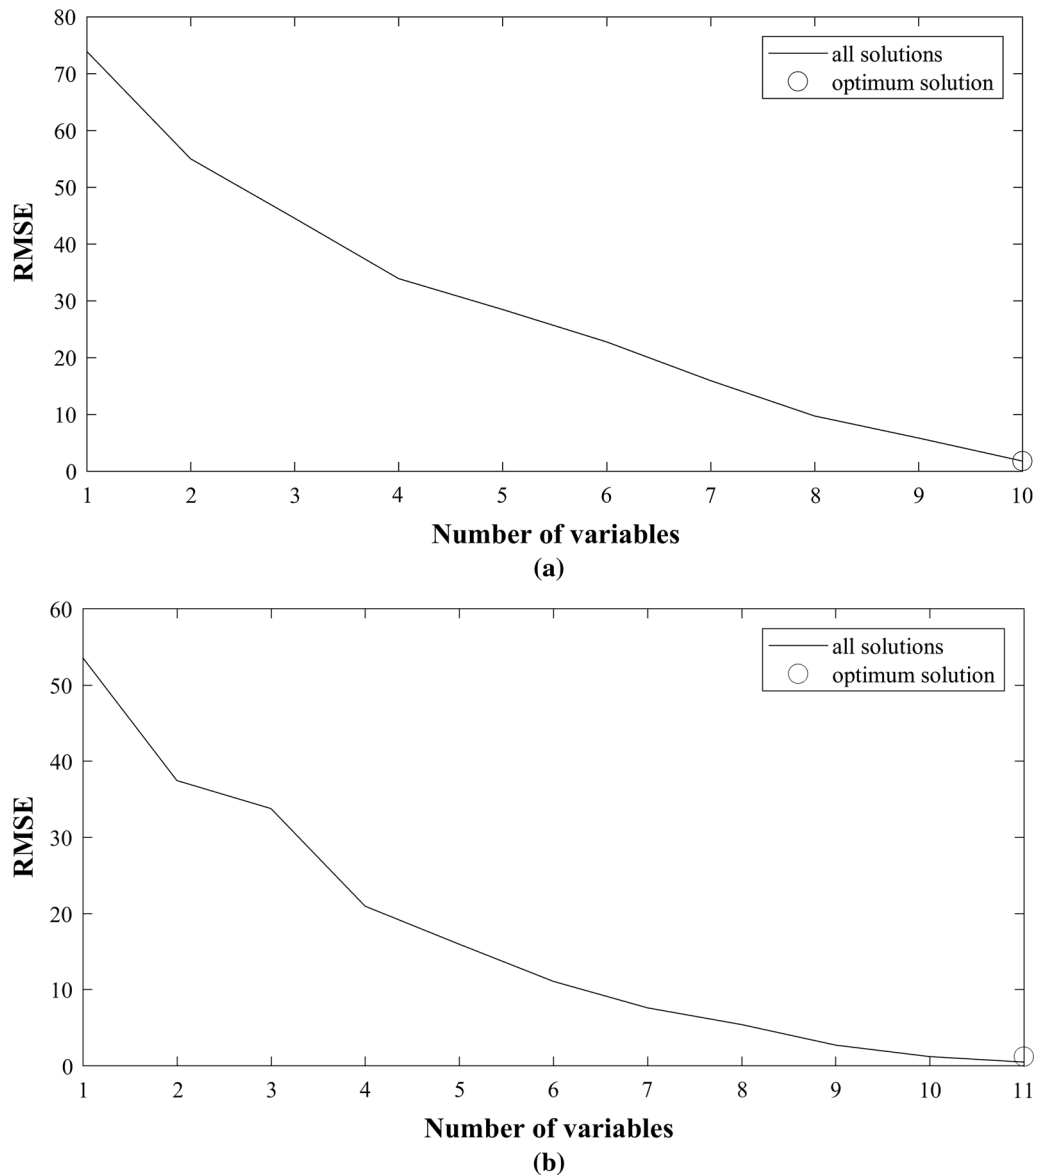 80
70
60
50
40
30
20
10
0
RMSE
all solutions
optimum solution
1 2 3 4 5 6 7 8 9 10
Number of variables
(a)
60
50
40
30
20
10
0
RMSE
all solutions
optimum solution
1 2 3 4 5 6 7 8 9 10 11
Number of variables
(b)